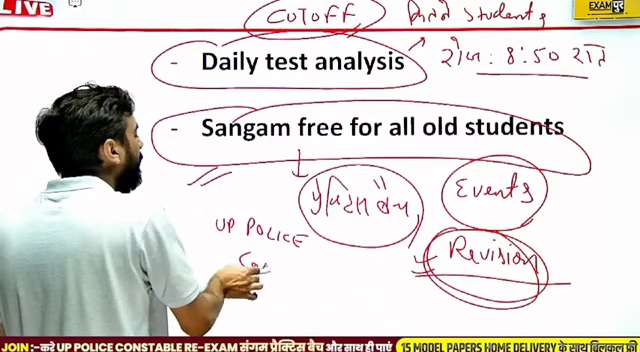 LIVE
EXAM पुर
CUTOFF
students
- Daily test analysis
8:50
- Sangam free for all old students
Events
UP POLICE
Revision
JOIN :- करे UP POLICE CONSTABLE RE-EXAM संगम प्रैक्टिस बैच और साथ ही पाएं
15 MODEL PAPERS HOME DELIVERY के साथ बिलकुल फ्री